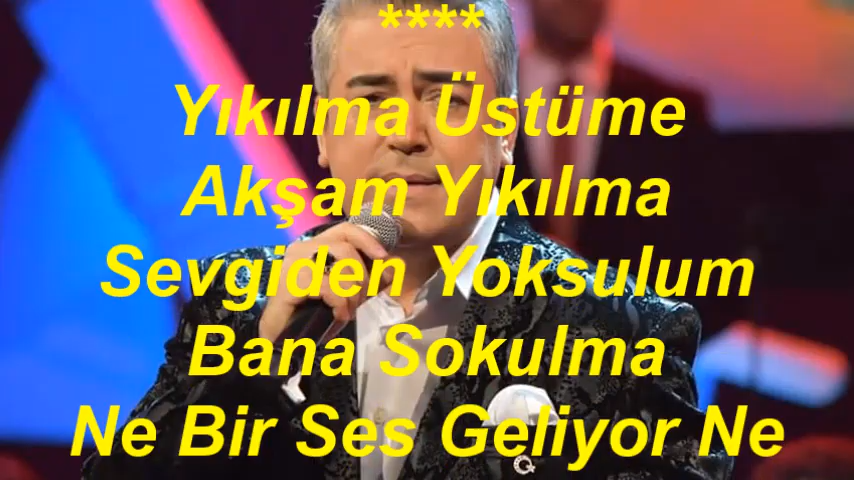 ****
Yıkılma Üstüme
Akşam Yıkılma
Sevgiden Yoksulum
Bana Sokulma
Ne Bir Ses Geliyor Ne